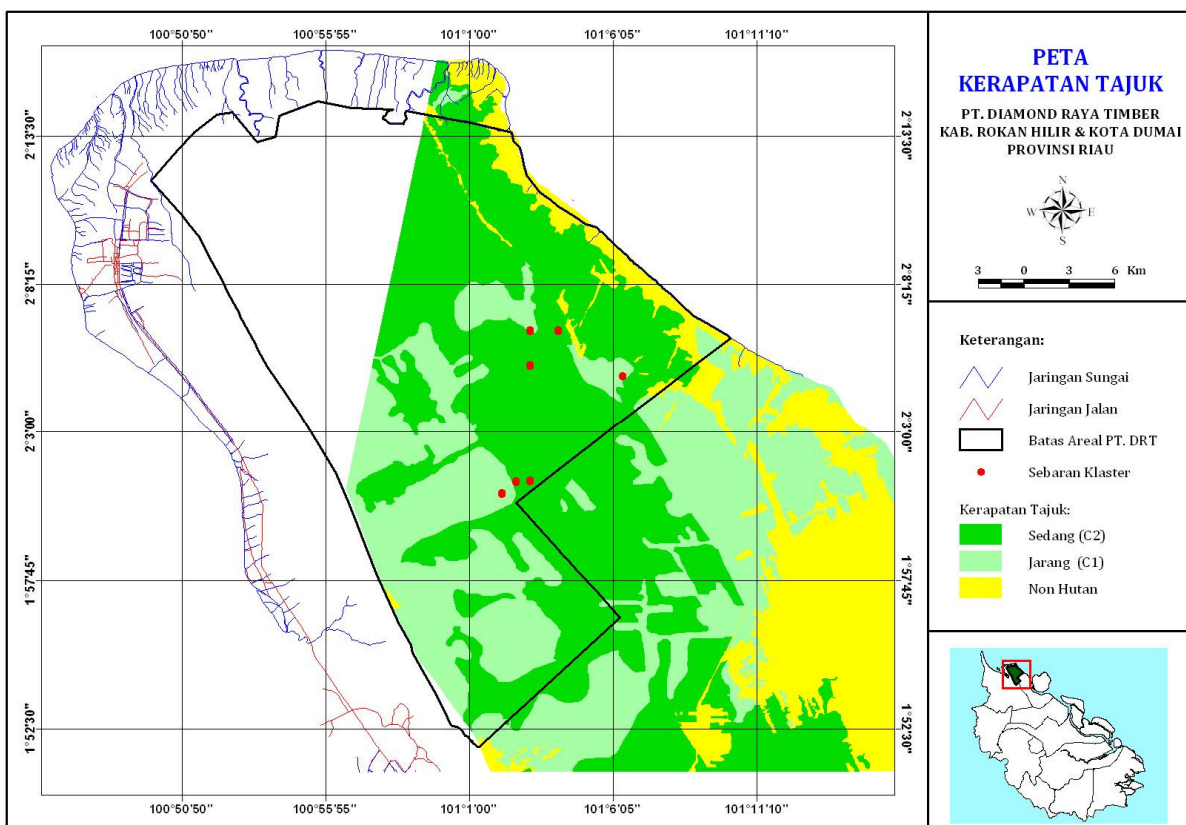 100°50'50"
100°55'55"
101°1'00"
101°6'05"
101°11'10"
2°13'30"
2°8'15"
2°3'00"
1°57'45"
1°52'30"
2°13'30"
2°8'15"
2°3'00"
1°57'45"
1°52'30"
100°50'50"
100°55'55"
101°1'00"
101°6'05"
101°11'10"
PETA
KERAPATAN TAJUK
PT. DIAMOND RAYA TIMBER
KAB. ROKAN HILIR & KOTA DUMAI
PROVINSI RIAU
N
W E
S
3 0 3 6 Km
Keterangan:
Jaringan Sungai
Jaringan Jalan
Batas Areal PT. DRT
Sebaran Klaster
Kerapatan Tajuk:
Sedang (C2)
Jarang (C1)
Non Hutan